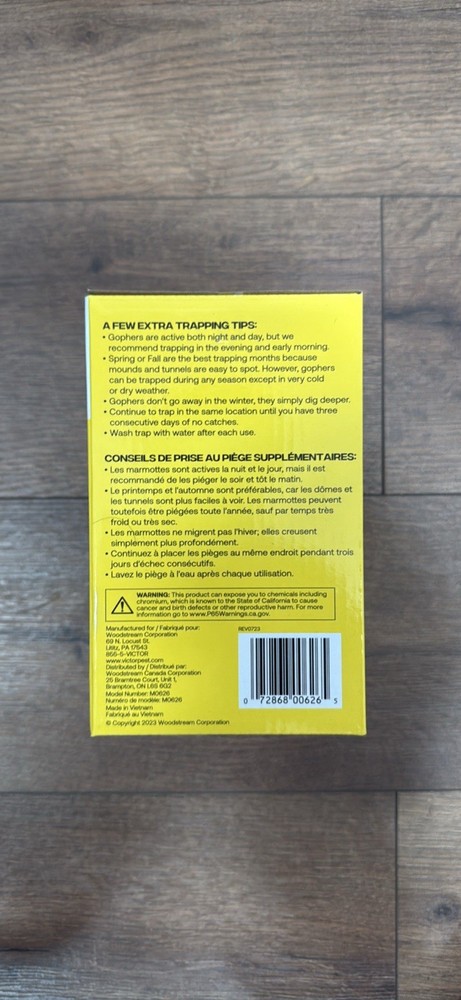 A FEW EXTRA TRAPPING TIPS:
• Gophers are active both night and day, but we
recommend trapping in the evening and early morning.
• Spring or Fall are the best trapping months because
mounds and tunnels are easy to spot. However, gophers
can be trapped during any season except in very cold
or dry weather.
• Gophers don't go away in the winter, they simply dig deeper.
• Continue to trap in the same location until you have three
consecutive days of no catches.
• Wash trap with water after each use.
CONSEILS DE PRISE AU PIÈGE SUPPLÉMENTAIRES:
• Les marmottes sont actives la nuit et le jour, mais il est
recommandé de les piéger le soir et tôt le matin.
• Le printemps et l'automne sont préférables, car les dômes et
les tunnels sont plus faciles à voir. Les marmottes peuvent
toutefois être piégées toute l'année, sauf par temps très
froid ou très sec.
• Les marmottes ne migrent pas l'hiver; elles creusent
simplement plus profondément.
• Continuez à placer les pièges au même endroit pendant trois
jours d'échec consécutifs.
• Lavez le piège à l'eau après chaque utilisation.
WARNING: This product can expose you to chemicals including
chromium, which is known to the State of California to cause
cancer and birth defects or other reproductive harm. For more
information go to www.P65Warnings.ca.gov.
Manufactured for / Fabriqué pour:
Woodstream Corporation
69 N. Locust St.
Lititz, PA 17543
855-5-VICTOR
www.victorpest.com
Distributed by / Distribué par:
Woodstream Canada Corporation
25 Bramtree Court, Unit 1,
Brampton, ON L6S 6G2
Model Number: M0626
Numéro de modèle: M0626
Made in Vietnam
Fabriqué au Vietnam
© Copyright 2023 Woodstream Corporation
REV0723
0 72868 00626 5